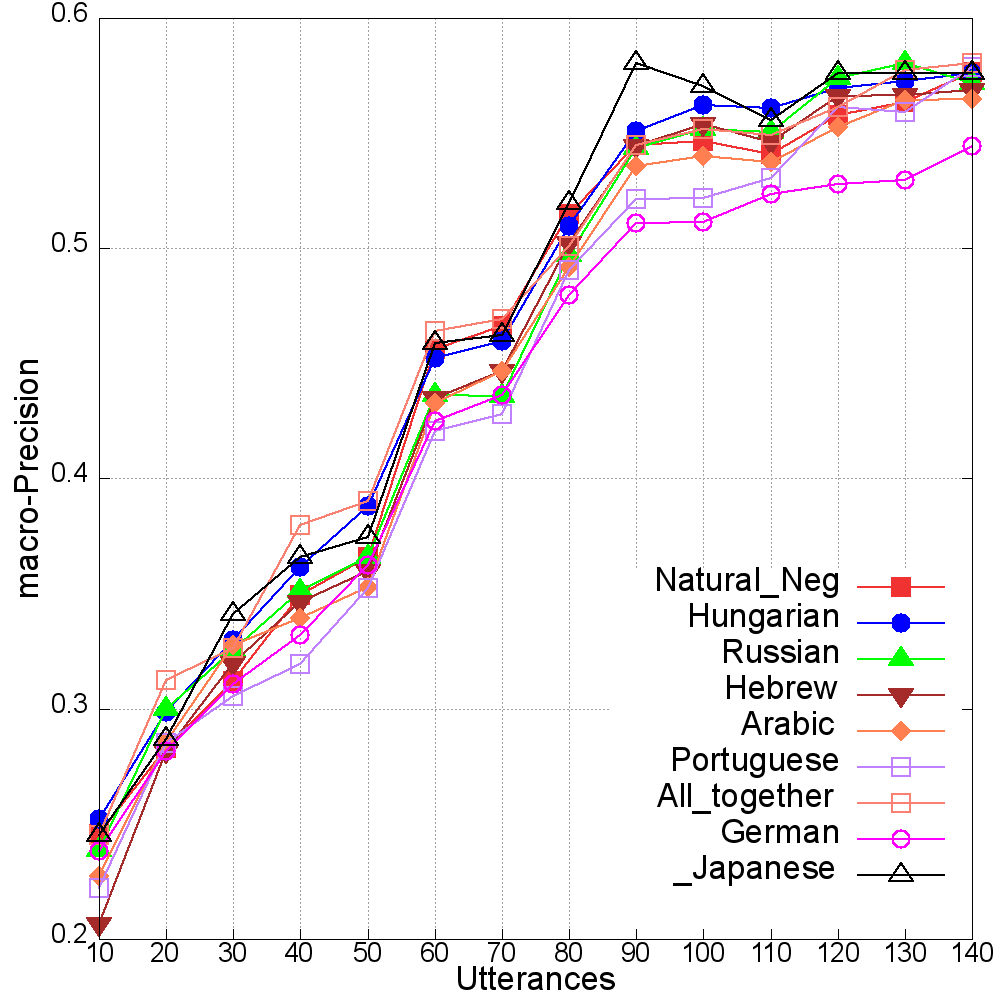 0.6
0.5
0.4
0.3
0.2
macro-Precision
Natural_Neg
Hungarian
Russian
Hebrew
Arabic
Portuguese
All_together
German
_Japanese
10 20 30 40 50 60 70 80 90 100 110 120 130 140
Utterances